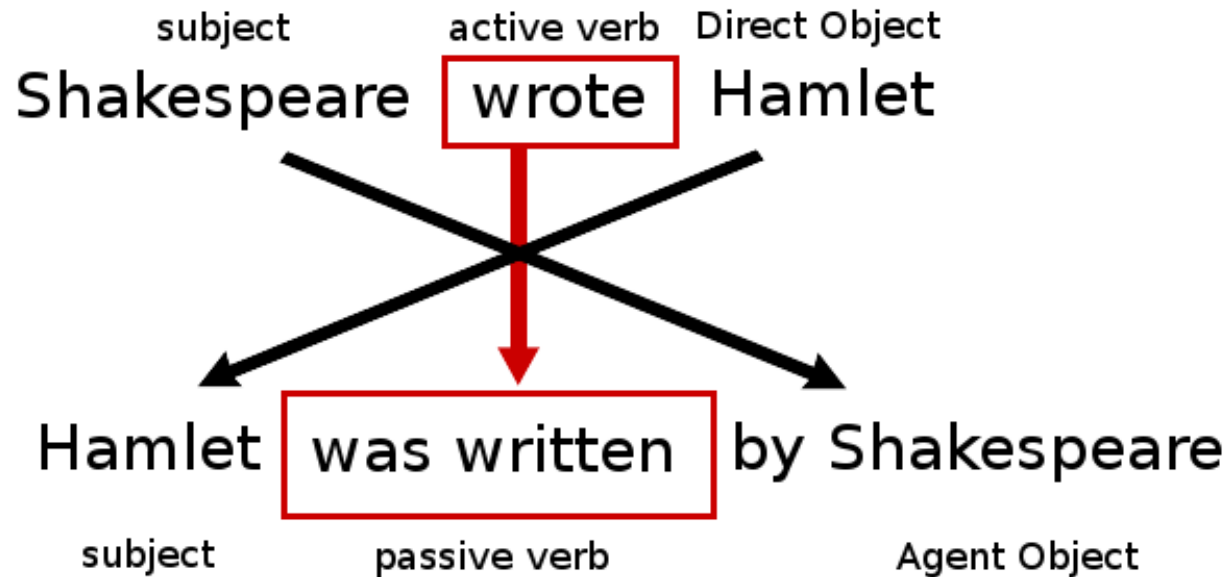 subject active verb Direct Object
Shakespeare wrote Hamlet
Hamlet was written by Shakespeare
subject passive verb Agent Object